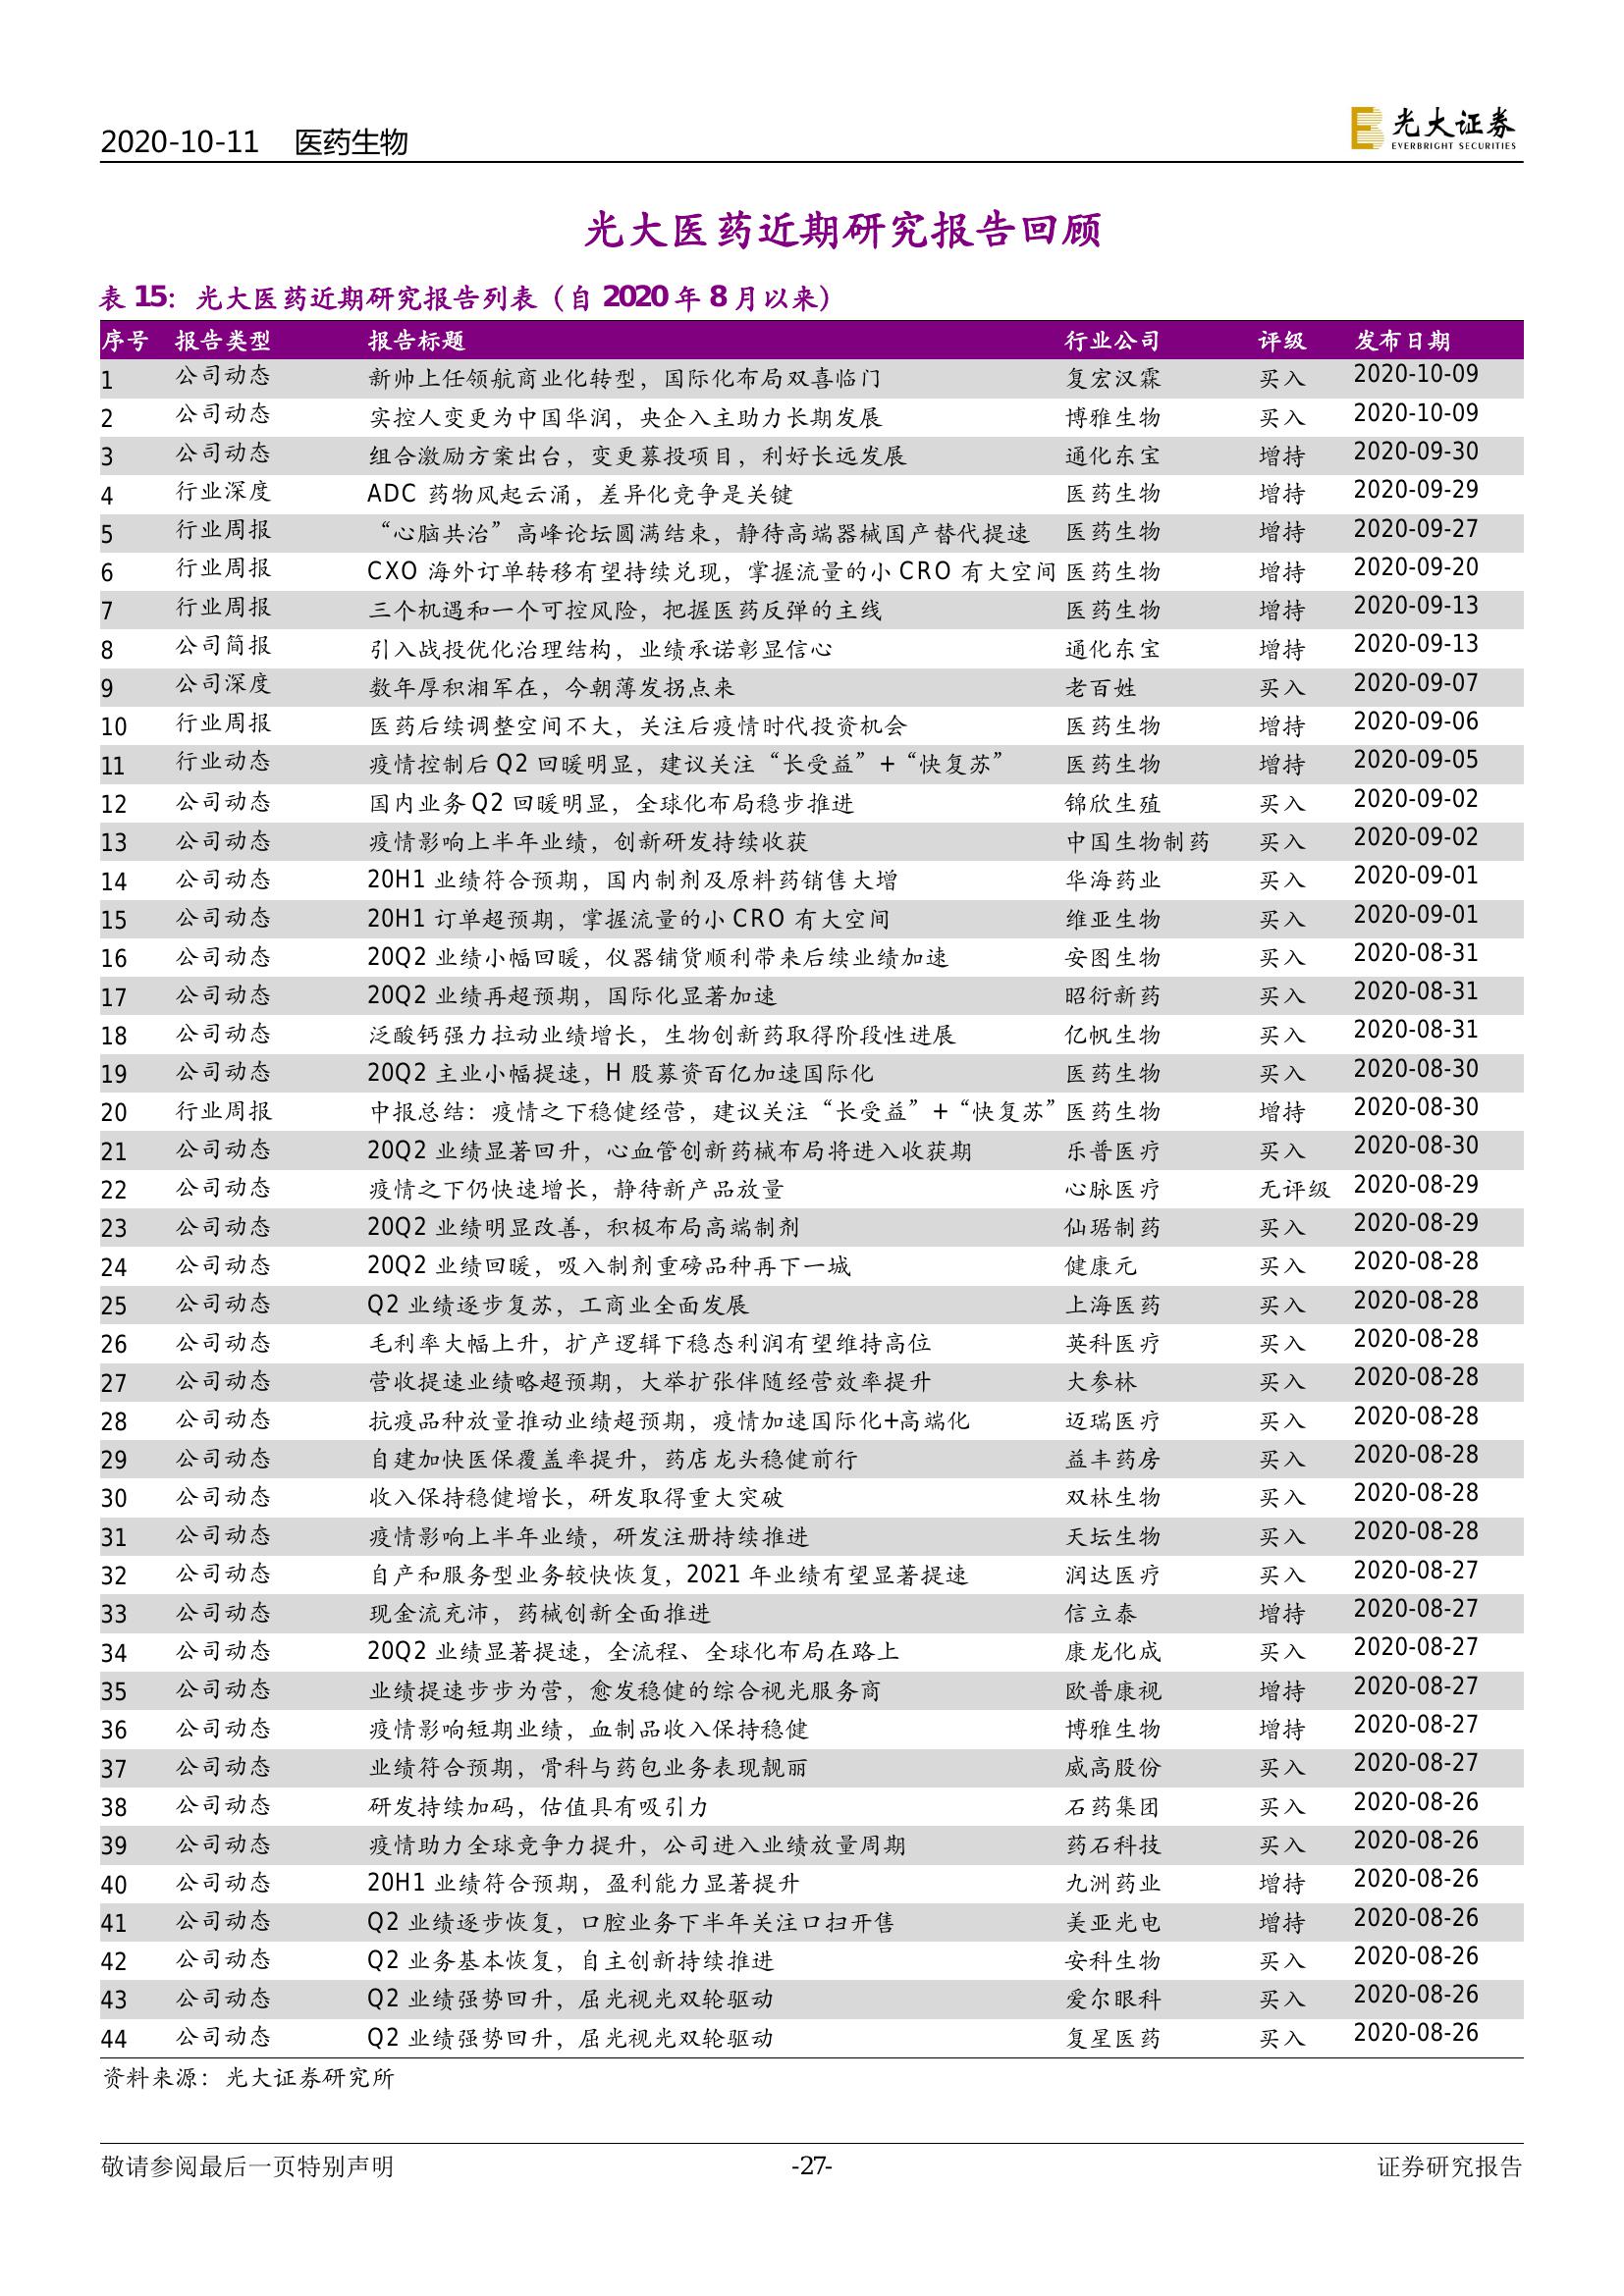 2020-10-11 医药生物
光大证券
EVERBRIGHT SECURITIES
光大医药近期研究报告回顾
表 15：光大医药近期研究报告列表（自 2020 年 8 月以来）
序号 报告类型 报告标题 行业公司 评级 发布日期
1 公司动态 新帅上任领航商业化转型，国际化布局双喜临门 复宏汉霖 买入 2020-10-09
2 公司动态 实控人变更为中国华润，央企入主助力长期发展 博雅生物 买入 2020-10-09
3 公司动态 组合激励方案出台，变更募投项目，利好长远发展 通化东宝 增持 2020-09-30
4 行业深度 ADC 药物风起云涌，差异化竞争是关键 医药生物 增持 2020-09-29
5 行业周报 “心脑共治”高峰论坛圆满结束，静待高端器械国产替代提速 医药生物 增持 2020-09-27
6 行业周报 CXO 海外订单转移有望持续兑现，掌握流量的小 CRO 有大空间 医药生物 增持 2020-09-20
7 行业周报 三个机遇和一个可控风险，把握医药反弹的主线 医药生物 增持 2020-09-13
8 公司简报 引入战投优化治理结构，业绩承诺彰显信心 通化东宝 增持 2020-09-13
9 公司深度 数年厚积湘军在，今朝薄发拐点来 老百姓 买入 2020-09-07
10 行业周报 医药后续调整空间不大，关注后疫情时代投资机会 医药生物 增持 2020-09-06
11 行业动态 疫情控制后 Q2 回暖明显，建议关注“长受益”+“快复苏” 医药生物 增持 2020-09-05
12 公司动态 国内业务 Q2 回暖明显，全球化布局稳步推进 锦欣生殖 买入 2020-09-02
13 公司动态 疫情影响上半年业绩，创新研发持续收获 中国生物制药 买入 2020-09-02
14 公司动态 20H1 业绩符合预期，国内制剂及原料药销售大增 华海药业 买入 2020-09-01
15 公司动态 20H1 订单超预期，掌握流量的小 CRO 有大空间 维亚生物 买入 2020-09-01
16 公司动态 20Q2 业绩小幅回暖，仪器铺货顺利带来后续业绩加速 安图生物 买入 2020-08-31
17 公司动态 20Q2 业绩再超预期，国际化显著加速 昭衍新药 买入 2020-08-31
18 公司动态 泛酸钙强力拉动业绩增长，生物创新药取得阶段性进展 亿帆生物 买入 2020-08-31
19 公司动态 20Q2 主业小幅提速，H 股募资百亿加速国际化 医药生物 买入 2020-08-30
20 行业周报 中报总结：疫情之下稳健经营，建议关注“长受益”+“快复苏” 医药生物 增持 2020-08-30
21 公司动态 20Q2 业绩显著回升，心血管创新药械布局将进入收获期 乐普医疗 买入 2020-08-30
22 公司动态 疫情之下仍快速增长，静待新产品放量 心脉医疗 无评级 2020-08-29
23 公司动态 20Q2 业绩明显改善，积极布局高端制剂 仙琚制药 买入 2020-08-29
24 公司动态 20Q2 业绩回暖，吸入制剂重磅品种再下一城 健康元 买入 2020-08-28
25 公司动态 Q2 业绩逐步复苏，工商业全面发展 上海医药 买入 2020-08-28
26 公司动态 毛利率大幅上升，扩产逻辑下稳态利润有望维持高位 英科医疗 买入 2020-08-28
27 公司动态 营收提速业绩略超预期，大举扩张伴随经营效率提升 大参林 买入 2020-08-28
28 公司动态 抗疫品种放量推动业绩超预期，疫情加速国际化+高端化 迈瑞医疗 买入 2020-08-28
29 公司动态 自建加快医保覆盖率提升，药店龙头稳健前行 益丰药房 买入 2020-08-28
30 公司动态 收入保持稳健增长，研发取得重大突破 双林生物 买入 2020-08-28
31 公司动态 疫情影响上半年业绩，研发注册持续推进 天坛生物 买入 2020-08-28
32 公司动态 自产和服务型业务较快恢复，2021 年业绩有望显著提速 润达医疗 买入 2020-08-27
33 公司动态 现金流充沛，药械创新全面推进 信立泰 增持 2020-08-27
34 公司动态 20Q2 业绩显著提速，全流程、全球化布局在路上 康龙化成 买入 2020-08-27
35 公司动态 业绩提速步步为营，愈发稳健的综合视光服务商 欧普康视 增持 2020-08-27
36 公司动态 疫情影响短期业绩，血制品收入保持稳健 博雅生物 增持 2020-08-27
37 公司动态 业绩符合预期，骨科与药包业务表现靓丽 威高股份 买入 2020-08-27
38 公司动态 研发持续加码，估值具有吸引力 石药集团 买入 2020-08-26
39 公司动态 疫情助力全球竞争力提升，公司进入业绩放量周期 药石科技 买入 2020-08-26
40 公司动态 20H1 业绩符合预期，盈利能力显著提升 九洲药业 增持 2020-08-26
41 公司动态 Q2 业绩逐步恢复，口腔业务下半年关注口扫开售 美亚光电 增持 2020-08-26
42 公司动态 Q2 业务基本恢复，自主创新持续推进 安科生物 买入 2020-08-26
43 公司动态 Q2 业绩强势回升，屈光视光双轮驱动 爱尔眼科 买入 2020-08-26
44 公司动态 Q2 业绩强势回升，屈光视光双轮驱动 复星医药 买入 2020-08-26
资料来源：光大证券研究所
敬请参阅最后一页特别声明 -27- 证券研究报告